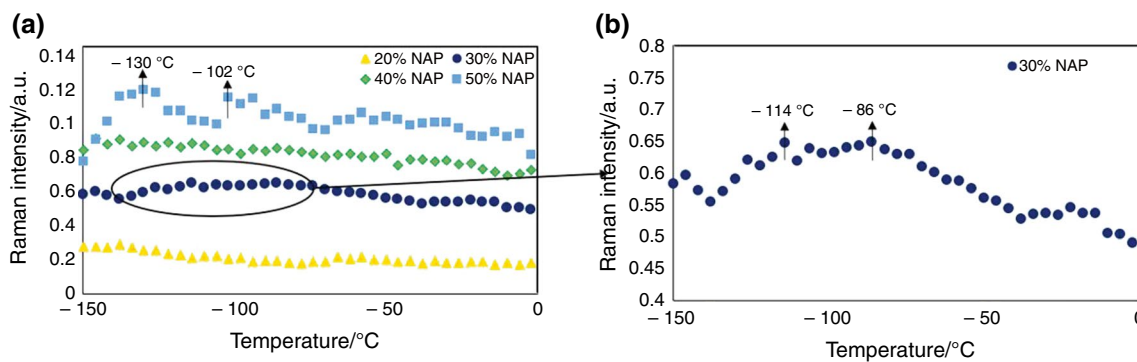 (a)
Raman intensity/a.u.
0.14
0.12
0.1
0.8
0.6
0.4
0.2
0
– 130 °C
– 102 °C
20% NAP
30% NAP
40% NAP
50% NAP
– 150
– 100
– 50
0
Temperature/°C
(b)
Raman intensity/a.u.
0.8
0.75
0.7
0.65
0.6
0.55
0.5
0.45
0.4
30% NAP
– 114 °C
– 86 °C
– 150
– 100
– 50
0
Temperature/°C